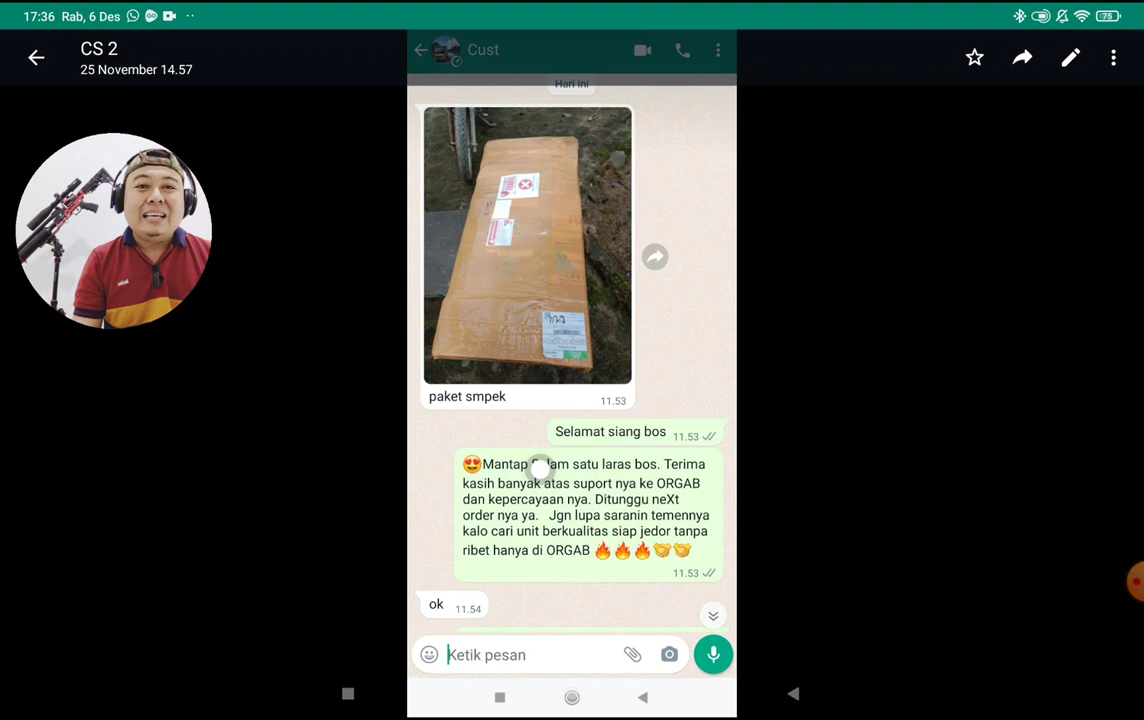 17:36 Rab, 6 Des
75
CS 2
25 November 14.57
Cust
Hari ini
paket smpek
11.53
Selamat siang bos 11.53
Mantap Salam satu laras bos. Terima
kasih banyak atas suport nya ke ORGAB
dan kepercayaan nya. Ditunggu neXt
order nya ya. Jgn lupa saranin temennya
kalo cari unit berkualitas siap jedor tanpa
ribet hanya di ORGAB 🔥🔥🔥🤝🤝
11.53
ok 11.54
Ketik pesan